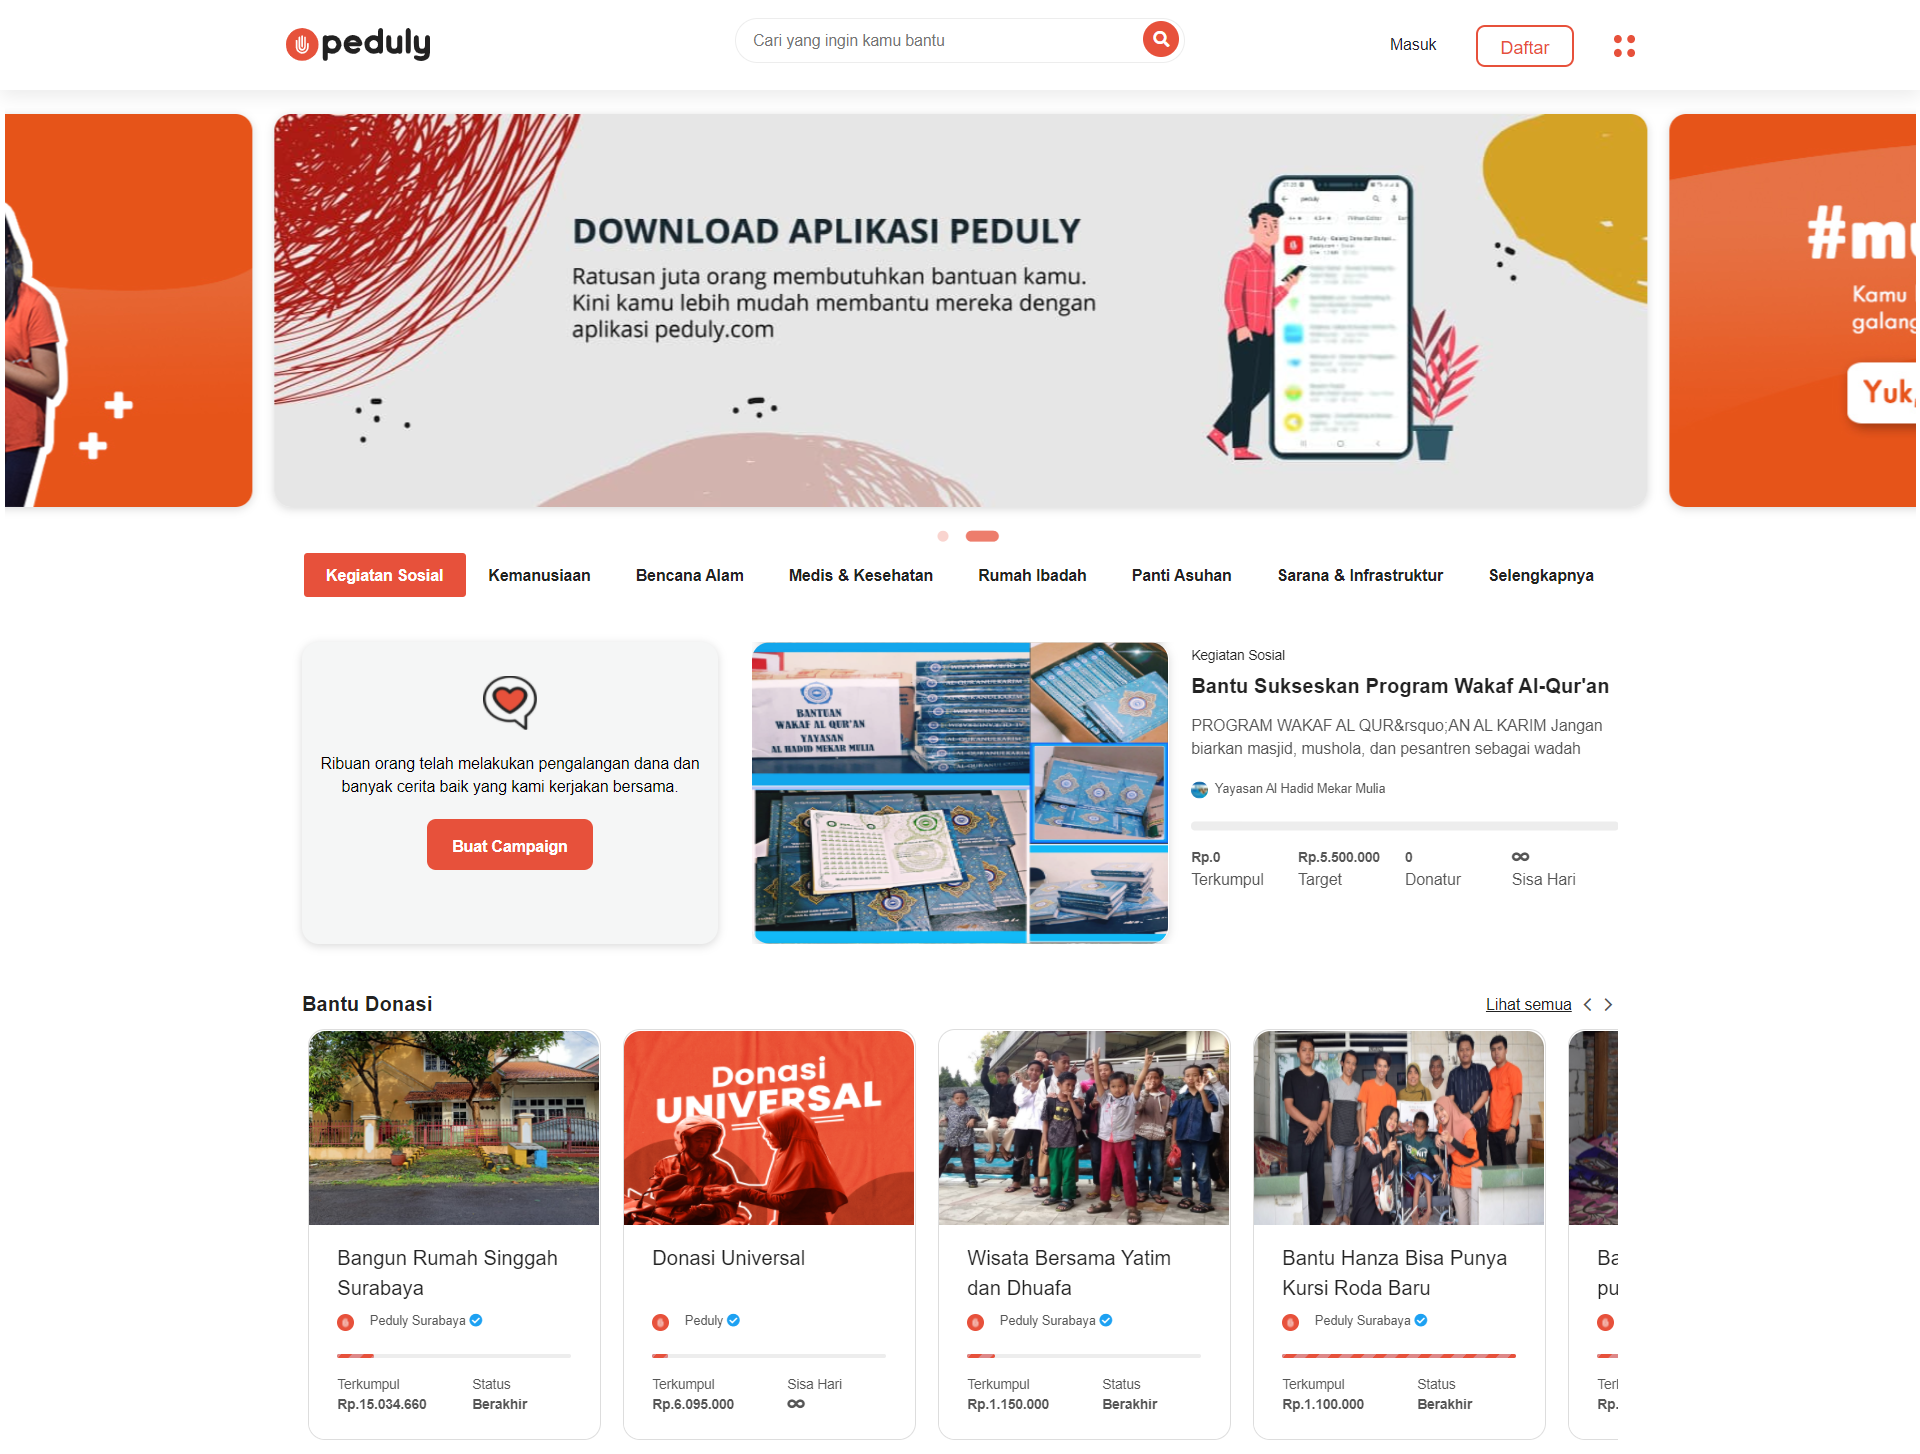 peduly
Cari yang ingin kamu bantu
Masuk
Daftar
DOWNLOAD APLIKASI PEDULY
Ratusan juta orang membutuhkan bantuan kamu.
Kini kamu lebih mudah membantu mereka dengan
aplikasi peduly.com
peduly
#mu
Kamu
galang
Yuk,
Kegiatan Sosial
Kemanusiaan
Bencana Alam
Medis & Kesehatan
Rumah Ibadah
Panti Asuhan
Sarana & Infrastruktur
Selengkapnya
Ribuan orang telah melakukan pengalangan dana dan
banyak cerita baik yang kami kerjakan bersama.
Buat Campaign
BANTUAN
WAKAF AL QUR'AN
YAYASAN
AL HADID MEKAR MULIA
Kegiatan Sosial
Bantu Sukseskan Program Wakaf Al-Qur'an
PROGRAM WAKAF AL QUR&rsquo;AN AL KARIM Jangan
biarkan masjid, mushola, dan pesantren sebagai wadah
Yayasan Al Hadid Mekar Mulia
Rp.0 Rp.5.500.000 0 ∞
Terkumpul Target Donatur Sisa Hari
Bantu Donasi
Lihat semua
Donasi
UNIVERSAL
Bangun Rumah Singgah
Surabaya
Peduly Surabaya
Terkumpul Status
Rp.15.034.660 Berakhir
Donasi Universal
Peduly
Terkumpul Sisa Hari
Rp.6.095.000 ∞
Wisata Bersama Yatim
dan Dhuafa
Peduly Surabaya
Terkumpul Status
Rp.1.150.000 Berakhir
Bantu Hanza Bisa Punya
Kursi Roda Baru
Peduly Surabaya
Terkumpul Status
Rp.1.100.000 Berakhir
Ba
pu
Ter
Rp.